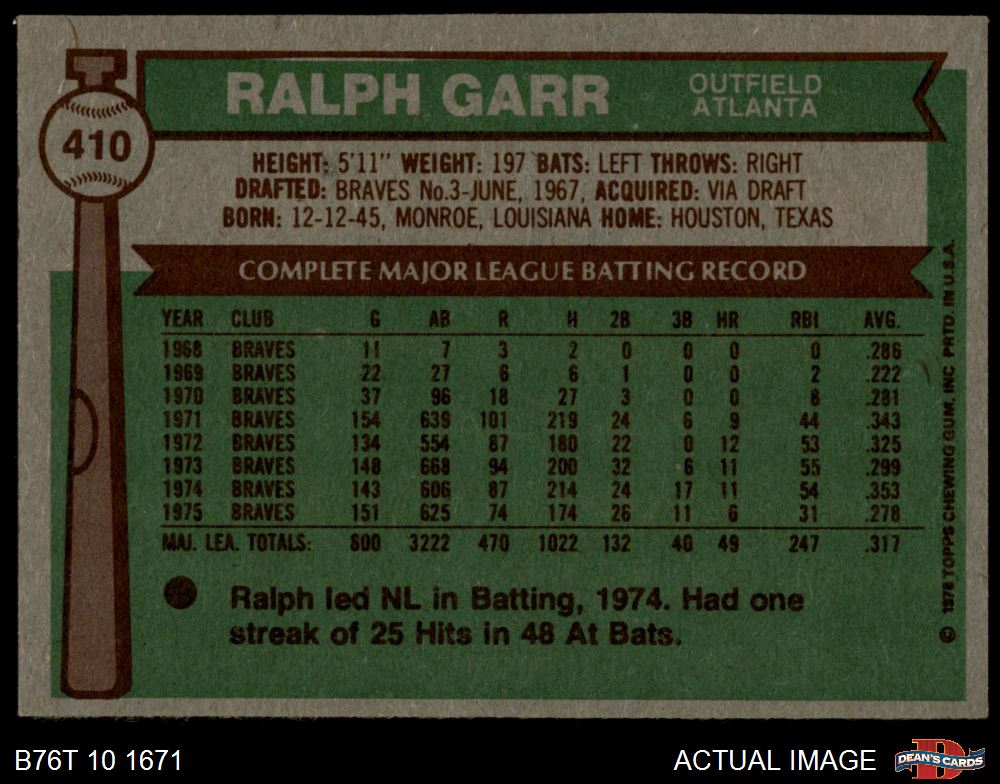 RALPH GARR
OUTFIELD
ATLANTA
410
HEIGHT: 5'11" WEIGHT: 197 BATS: LEFT THROWS: RIGHT
DRAFTED: BRAVES No.3-JUNE, 1967, ACQUIRED: VIA DRAFT
BORN: 12-12-45, MONROE, LOUISIANA HOME: HOUSTON, TEXAS
COMPLETE MAJOR LEAGUE BATTING RECORD
YEAR CLUB G AB R H 2B 3B HR RBI AVG.
1968 BRAVES 11 7 3 2 0 0 0 0 .286
1969 BRAVES 22 27 6 6 1 0 0 2 .222
1970 BRAVES 37 96 18 27 3 0 0 8 .281
1971 BRAVES 154 639 101 219 24 6 9 44 .343
1972 BRAVES 134 554 87 180 22 0 12 53 .325
1973 BRAVES 148 668 94 200 32 6 11 55 .299
1974 BRAVES 143 606 87 214 24 17 11 54 .353
1975 BRAVES 151 625 74 174 26 11 6 31 .278
MAJ. LEA. TOTALS: 800 3222 470 1022 132 40 49 247 .317
Ralph led NL in Batting, 1974. Had one
streak of 25 Hits in 48 At Bats.
© 1976 TOPPS CHEWING GUM, INC PRTD. IN U.S.A.
B76T 10 1671
ACTUAL IMAGE
D
DEAN'S CARDS